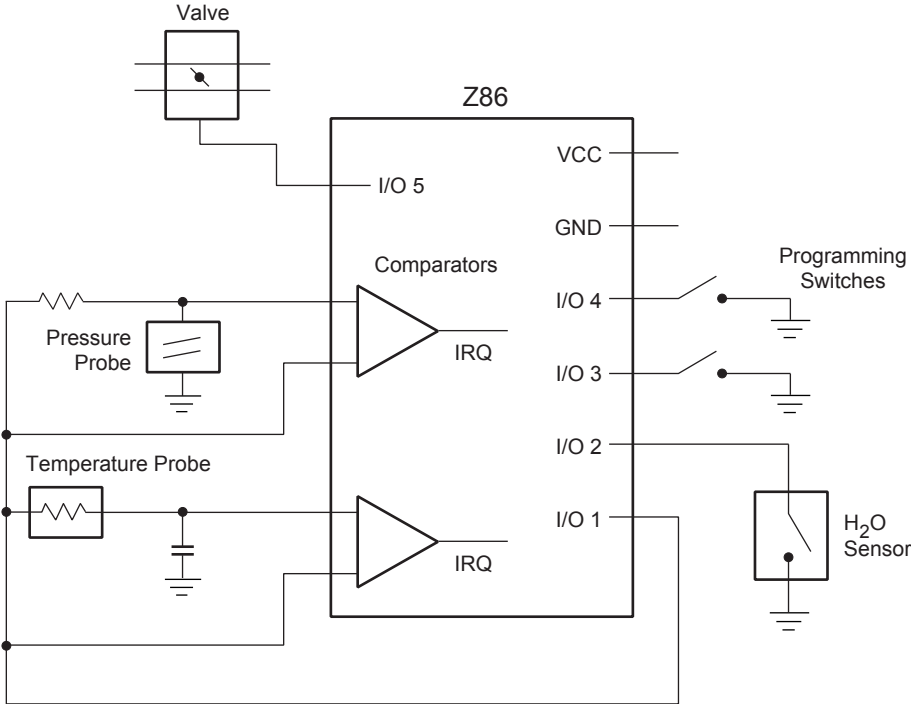 Valve
Z86
VCC
I/O 5
GND
Programming
Switches
Comparators
I/O 4
Pressure
Probe
IRQ
I/O 3
I/O 2
Temperature Probe
I/O 1
H2O
Sensor
IRQ